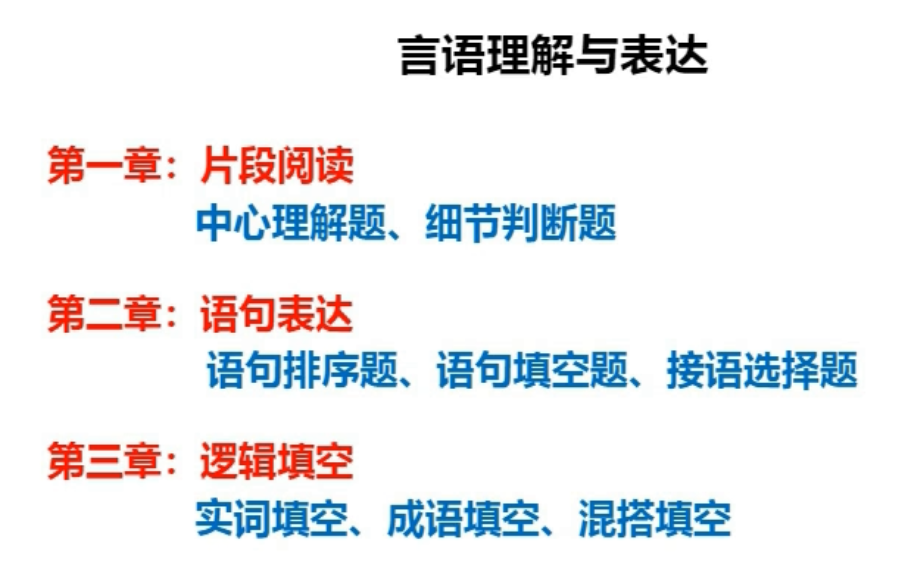 言语理解与表达
第一章：片段阅读
中心理解题、细节判断题
第二章：语句表达
语句排序题、语句填空题、接语选择题
第三章：逻辑填空
实词填空、成语填空、混搭填空